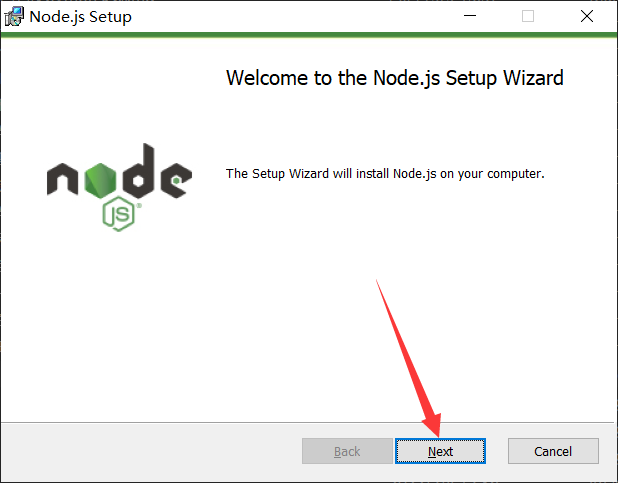 Node.js Setup
Welcome to the Node.js Setup Wizard
node
JS
The Setup Wizard will install Node.js on your computer.
Back
Next
Cancel